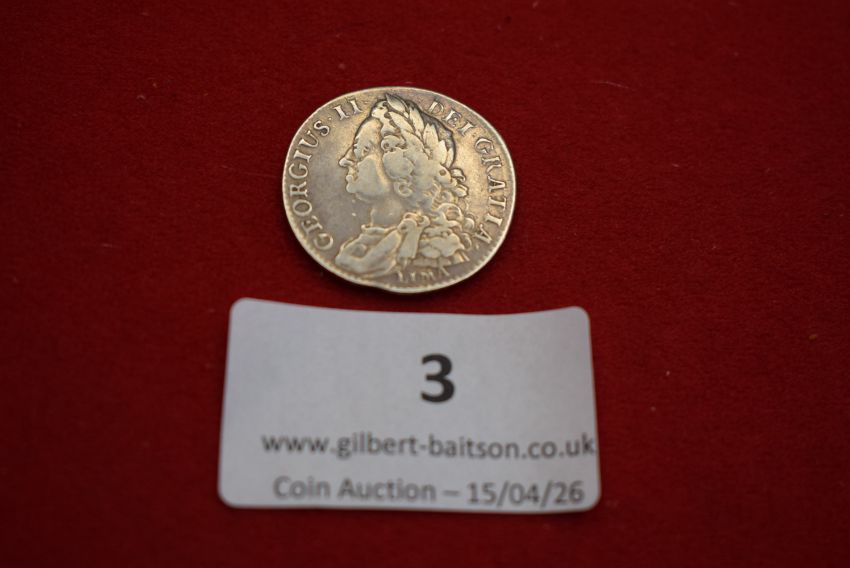 GEORGIUS·II· DEI·GRATIA·
LIMA
3
www.gilbert-baitson.co.uk
Coin Auction – 15/04/26